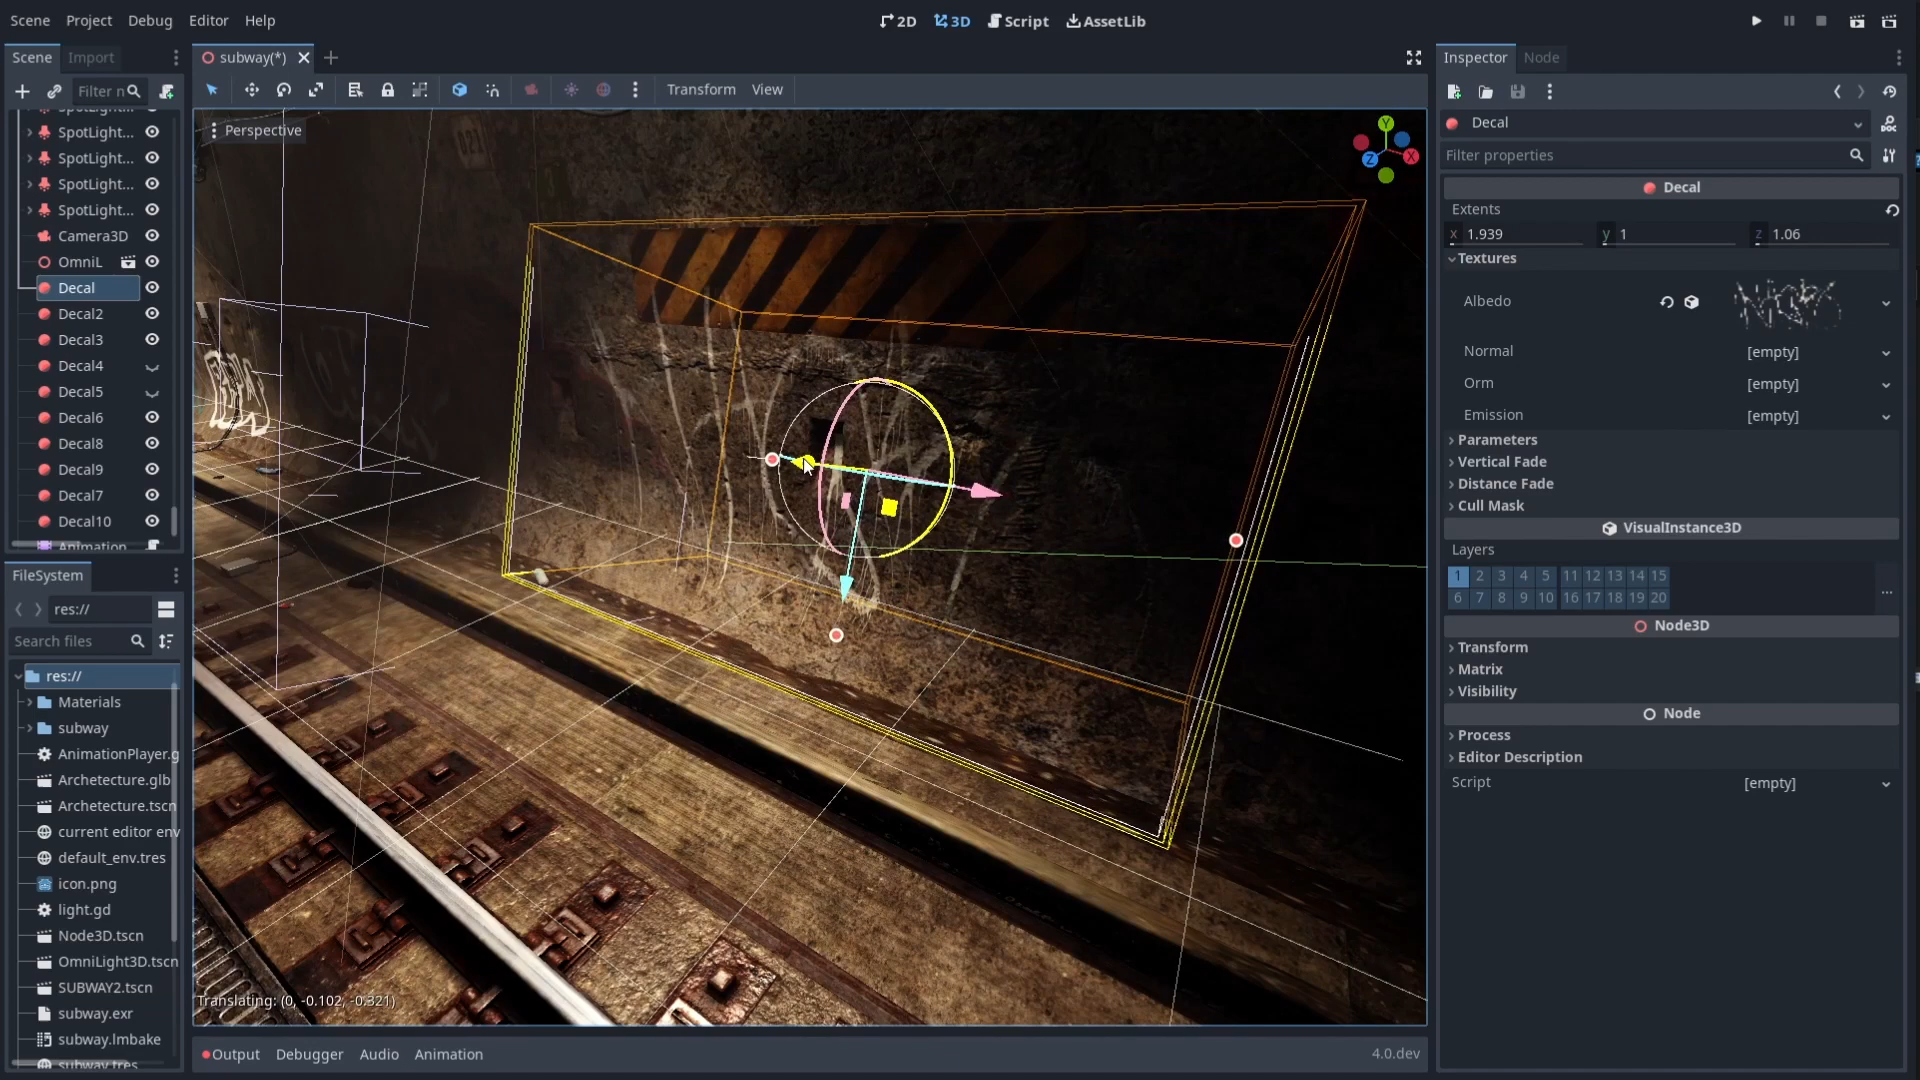 Scene Project Debug Editor Help
2D 3D Script AssetLib
Scene Import
subway(*)
Inspector Node
Filter n
Transform View
SpotLight...
SpotLight...
SpotLight...
SpotLight...
SpotLight...
Camera3D
OmniL
Decal
Decal2
Decal3
Decal4
Decal5
Decal6
Decal8
Decal9
Decal7
Decal10
Animation
FileSystem
res://
Search files
res://
Materials
subway
AnimationPlayer.g
Archetecture.glb
Archetecture.tscn
current editor env
default_env.tres
icon.png
light.gd
Node3D.tscn
OmniLight3D.tscn
SUBWAY2.tscn
subway.exr
subway.lmbake
subway.tres
Perspective
Y
Z X
Translating: (0, -0.102, -0.321)
Output Debugger Audio Animation
4.0.dev
Decal
Filter properties
Decal
Extents
x 1.939 y 1 z 1.06
Textures
Albedo
Normal [empty]
Orm [empty]
Emission [empty]
Parameters
Vertical Fade
Distance Fade
Cull Mask
VisualInstance3D
Layers
1 2 3 4 5 11 12 13 14 15
6 7 8 9 10 16 17 18 19 20
...
Node3D
Transform
Matrix
Visibility
Node
Process
Editor Description
Script [empty]